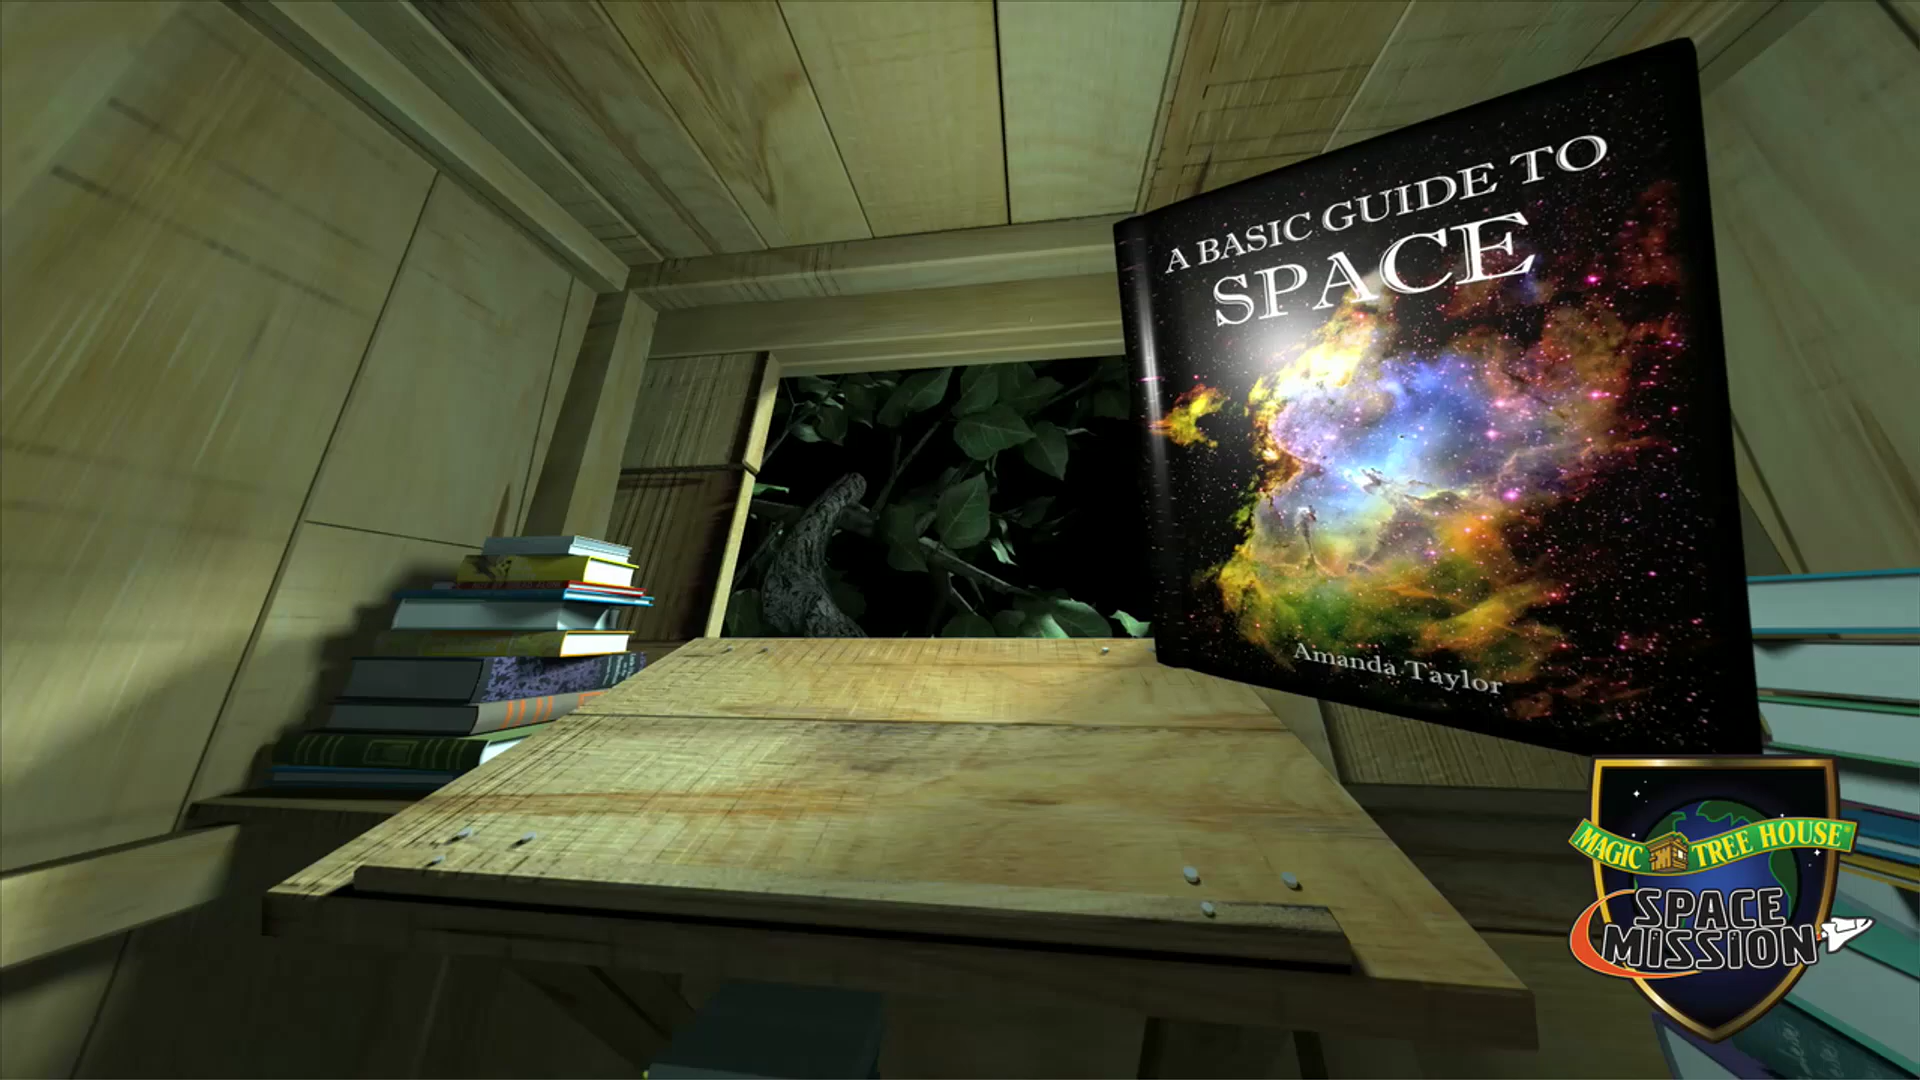 A BASIC GUIDE TO
SPACE
Amanda Taylor
MAGIC TREE HOUSE®
SPACE
MISSION